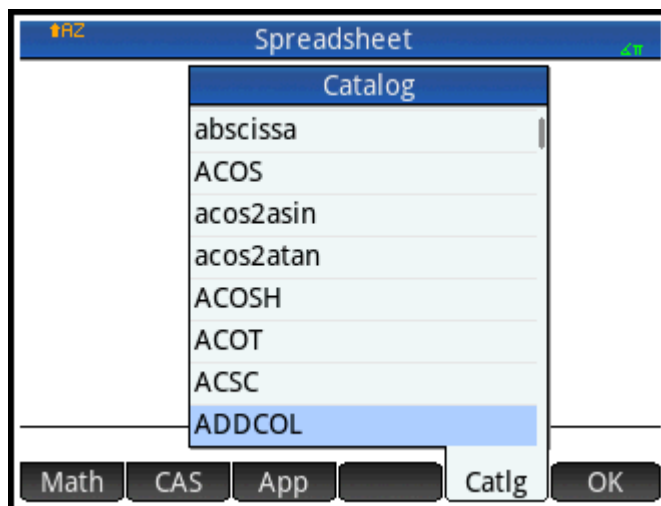 ↑AZ Spreadsheet ∡π
Catalog
abscissa
ACOS
acos2asin
acos2atan
ACOSH
ACOT
ACSC
ADDCOL
Math CAS App Catlg OK